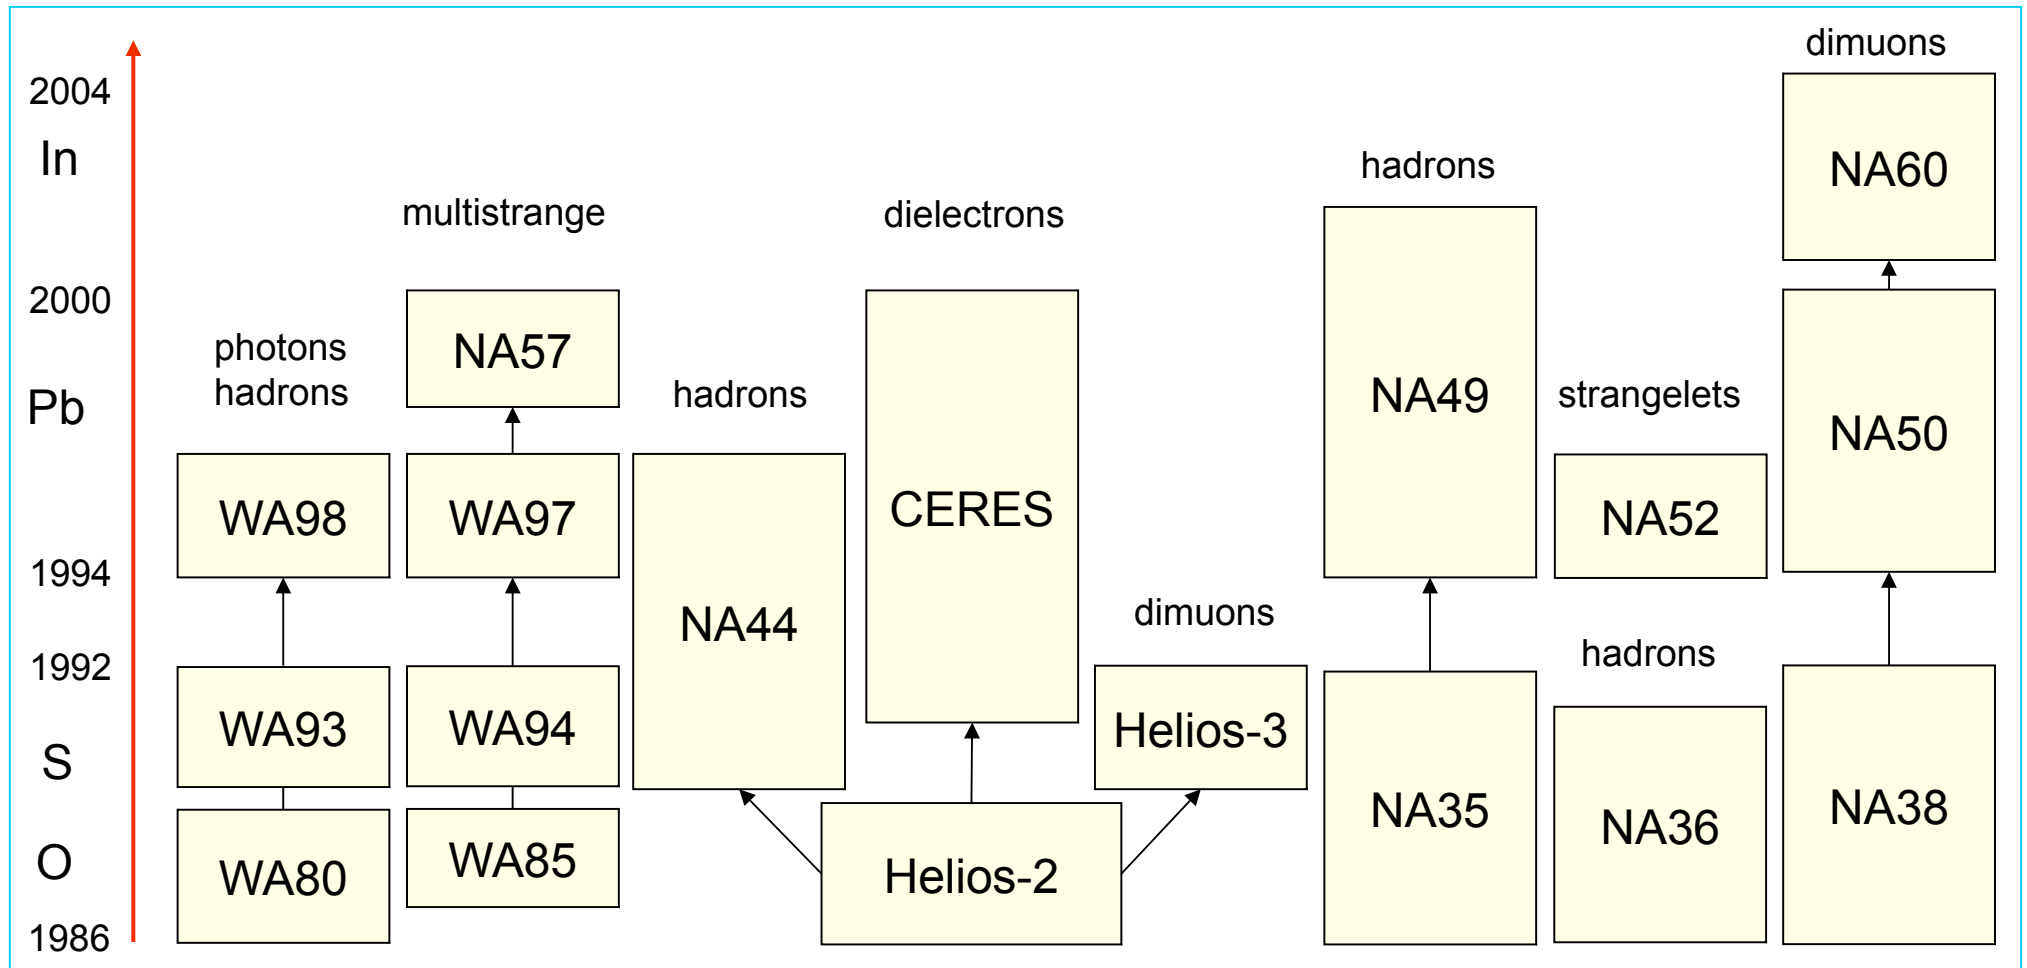 dimuons
2004
In
NA60
hadrons
multistrange
dielectrons
2000
photons
hadrons
NA57
hadrons
NA49
strangelets
NA50
Pb
WA98
WA97
CERES
NA52
1994
NA44
dimuons
hadrons
1992
WA93
WA94
Helios-3
S
NA35
NA36
NA38
O
WA80
WA85
Helios-2
1986